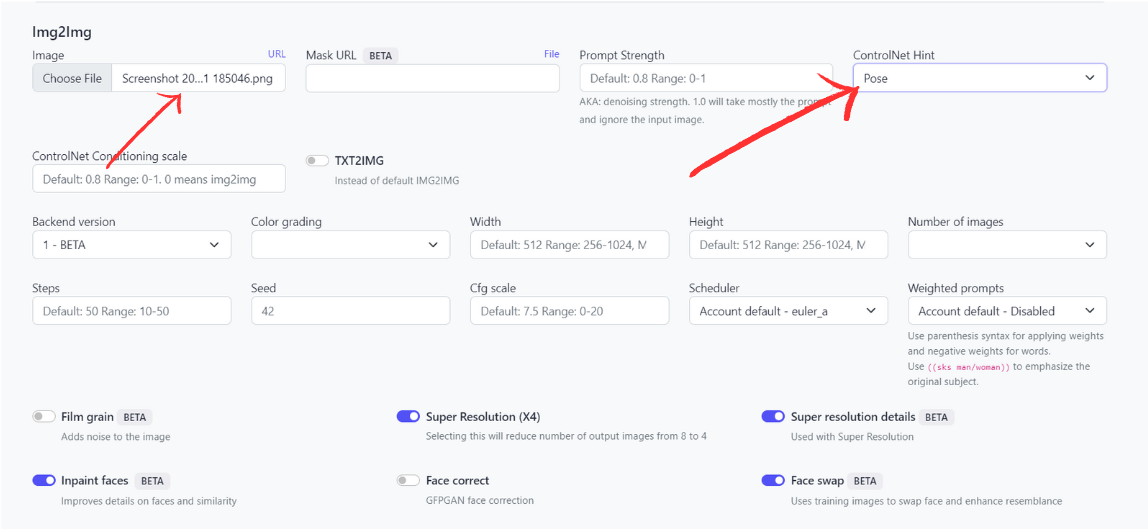 Img2Img
Image URL
Choose File Screenshot 20...1 185046.png
Mask URL BETA File
Prompt Strength
Default: 0.8 Range: 0-1
AKA: denoising strength. 1.0 will take mostly the prompt
and ignore the input image.
ControlNet Hint
Pose
ControlNet Conditioning scale
Default: 0.8 Range: 0-1. 0 means img2img
TXT2IMG
Instead of default IMG2IMG
Backend version
1 - BETA
Color grading
Width
Default: 512 Range: 256-1024, M
Height
Default: 512 Range: 256-1024, M
Number of images
Steps
Default: 50 Range: 10-50
Seed
42
Cfg scale
Default: 7.5 Range: 0-20
Scheduler
Account default - euler_a
Weighted prompts
Account default - Disabled
Use parenthesis syntax for applying weights
and negative weights for words.
Use ((sks man/woman)) to emphasize the
original subject.
Film grain BETA
Adds noise to the image
Super Resolution (X4)
Selecting this will reduce number of output images from 8 to 4
Super resolution details BETA
Used with Super Resolution
Inpaint faces BETA
Improves details on faces and similarity
Face correct
GFPGAN face correction
Face swap BETA
Uses training images to swap face and enhance resemblance